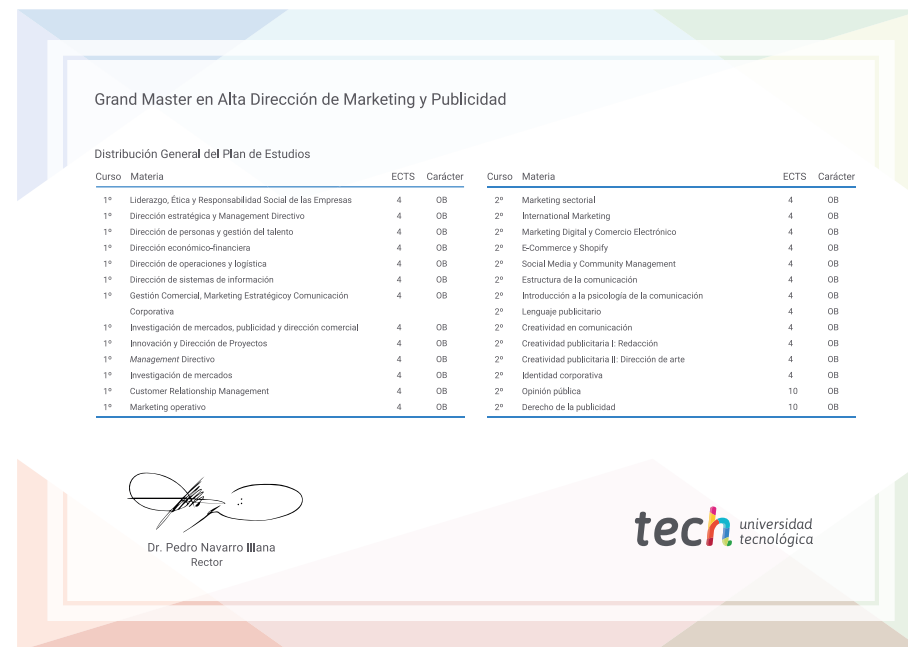 Grand Master en Alta Dirección de Marketing y Publicidad
Distribución General del Plan de Estudios
Curso Materia ECTS Carácter
1º Liderazgo, Ética y Responsabilidad Social de las Empresas 4 OB
1º Dirección estratégica y Management Directivo 4 OB
1º Dirección de personas y gestión del talento 4 OB
1º Dirección económico-financiera 4 OB
1º Dirección de operaciones y logística 4 OB
1º Dirección de sistemas de información 4 OB
1º Gestión Comercial, Marketing Estratégicoy Comunicación 4 OB
Corporativa
1º Investigación de mercados, publicidad y dirección comercial 4 OB
1º Innovación y Dirección de Proyectos 4 OB
1º Management Directivo 4 OB
1º Investigación de mercados 4 OB
1º Customer Relationship Management 4 OB
1º Marketing operativo 4 OB
Curso Materia ECTS Carácter
2º Marketing sectorial 4 OB
2º International Marketing 4 OB
2º Marketing Digital y Comercio Electrónico 4 OB
2º E-Commerce y Shopify 4 OB
2º Social Media y Community Management 4 OB
2º Estructura de la comunicación 4 OB
2º Introducción a la psicología de la comunicación 4 OB
2º Lenguaje publicitario 4 OB
2º Creatividad en comunicación 4 OB
2º Creatividad publicitaria I: Redacción 4 OB
2º Creatividad publicitaria II: Dirección de arte 4 OB
2º Identidad corporativa 4 OB
2º Opinión pública 10 OB
2º Derecho de la publicidad 10 OB
Dr. Pedro Navarro Illana
Rector
tech universidad
tecnológica